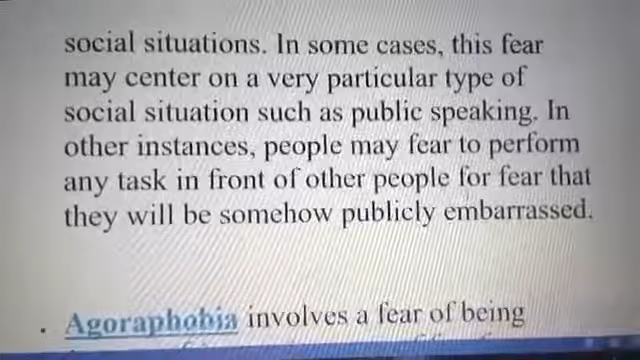 social situations. In some cases, this fear
may center on a very particular type of
social situation such as public speaking. In
other instances, people may fear to perform
any task in front of other people for fear that
they will be somehow publicly embarrassed.
• Agoraphobia involves a fear of being